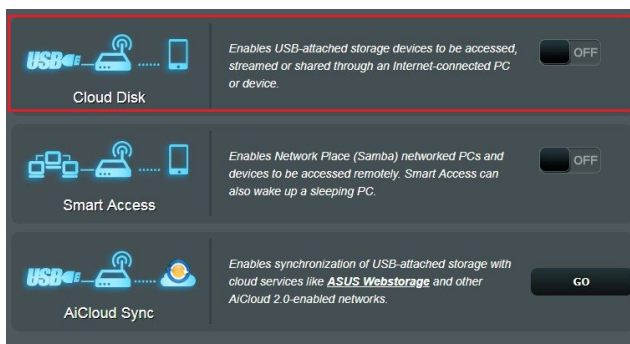 Enables USB-attached storage devices to be accessed,
USB
streamed or shared through an Internet-connected PC
OFF
or device.
Cloud Disk
Enables Network Place (Samba) networked PCs and
devices to be accessed remotely. Smart Access can
OFF
also wake up a sleeping PC.
Smart Access
Enables synchronization of USB-attached storage with
USB
cloud services like ASUS Webstorage and other
GO
AiCloud 2.0-enabled networks.
AiCloud Sync